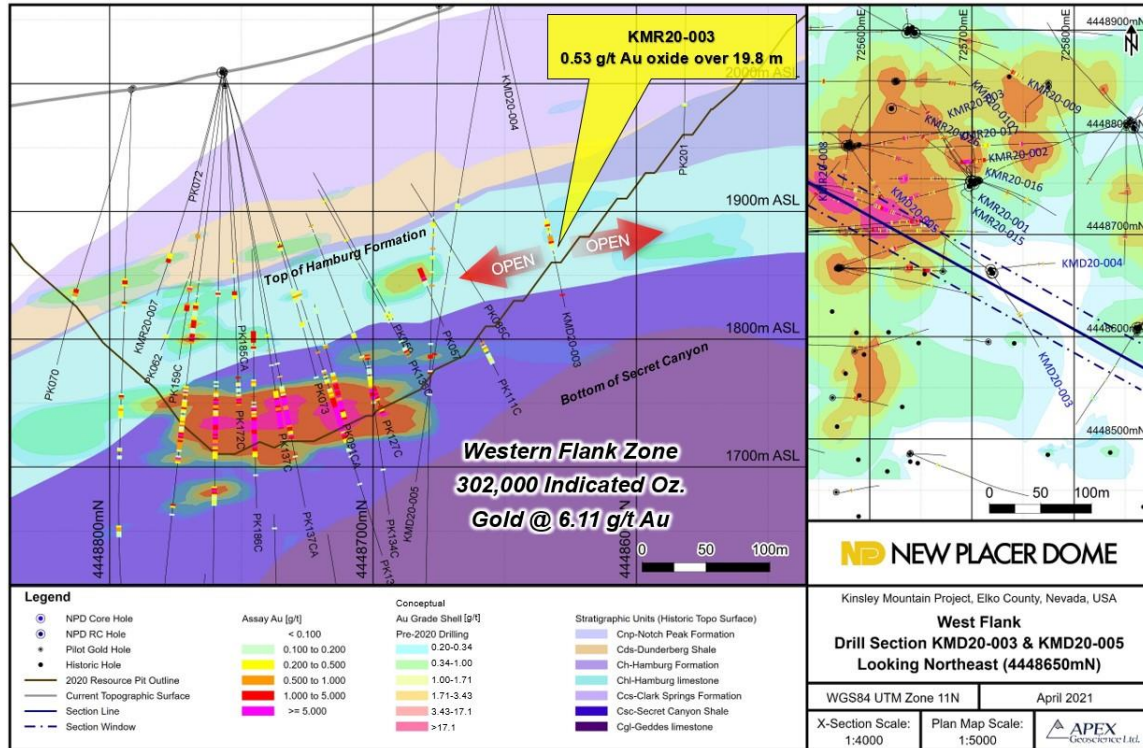 KMR20-003
0.53 g/t Au oxide over 19.8 m
2000m ASL
KMD20-004
PK201
PK072
1900m ASL
Top of Hamburg Formation
OPEN
OPEN
1800m ASL
KMR20-007
PK070
PK062
PK159C
PK185CA
PK057
PK111C
KMD20-003
Bottom of Secret Canyon
PK172C
PK137C
PK073
PK091CA
PK127C
1700m ASL
Western Flank Zone
302,000 Indicated Oz.
Gold @ 6.11 g/t Au
PK186C
PK137CA
PK134C
KMD20-005
4448800mN
4448700mN
4448600mN
0 50 100m
725600mN
725700mN
725800mN
4448900mN
N
KMR20-009
KMR20-003
4448800mN
KMR20-002
KMR20-008
KMR20-016
KMR20-001
KMR20-015
KMD20-005
4448700mN
KMD20-004
4448600mN
KMD20-003
4448500mN
0 50 100m
Legend
NPD Core Hole
NPD RC Hole
Pilot Gold Hole
Historic Hole
2020 Resource Pit Outline
Current Topographic Surface
Section Line
Section Window
Assay Au [g/t]
< 0.100
0.100 to 0.200
0.200 to 0.500
0.500 to 1.000
1.000 to 5.000
>= 5.000
Conceptual
Au Grade Shell [g/t]
Pre-2020 Drilling
0.20-0.34
0.34-1.00
1.00-1.71
1.71-3.43
3.43-17.1
>17.1
Stratigraphic Units (Historic Topo Surface)
Cnp-Notch Peak Formation
Cds-Dunderberg Shale
Ch-Hamburg Formation
Chl-Hamburg limestone
Ccs-Clark Springs Formation
Csc-Secret Canyon Shale
Cgl-Geddes limestone
NEW PLACER DOME
Kinsley Mountain Project, Elko County, Nevada, USA
West Flank
Drill Section KMD20-003 & KMD20-005
Looking Northeast (4448650mN)
WGS84 UTM Zone 11N
April 2021
X-Section Scale:
1:4000
Plan Map Scale:
1:5000
APEX
Geoscience Ltd.